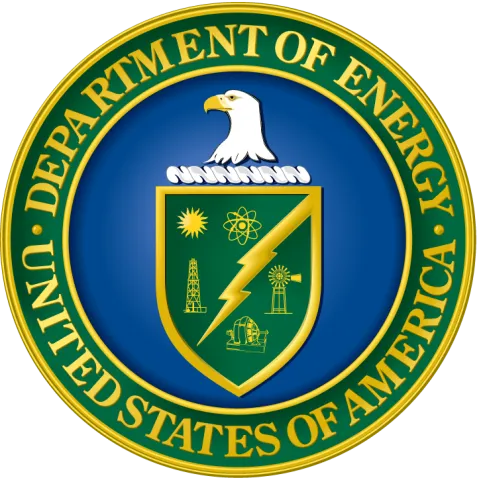 DEPARTMENT OF ENERGY
UNITED STATES OF AMERICA